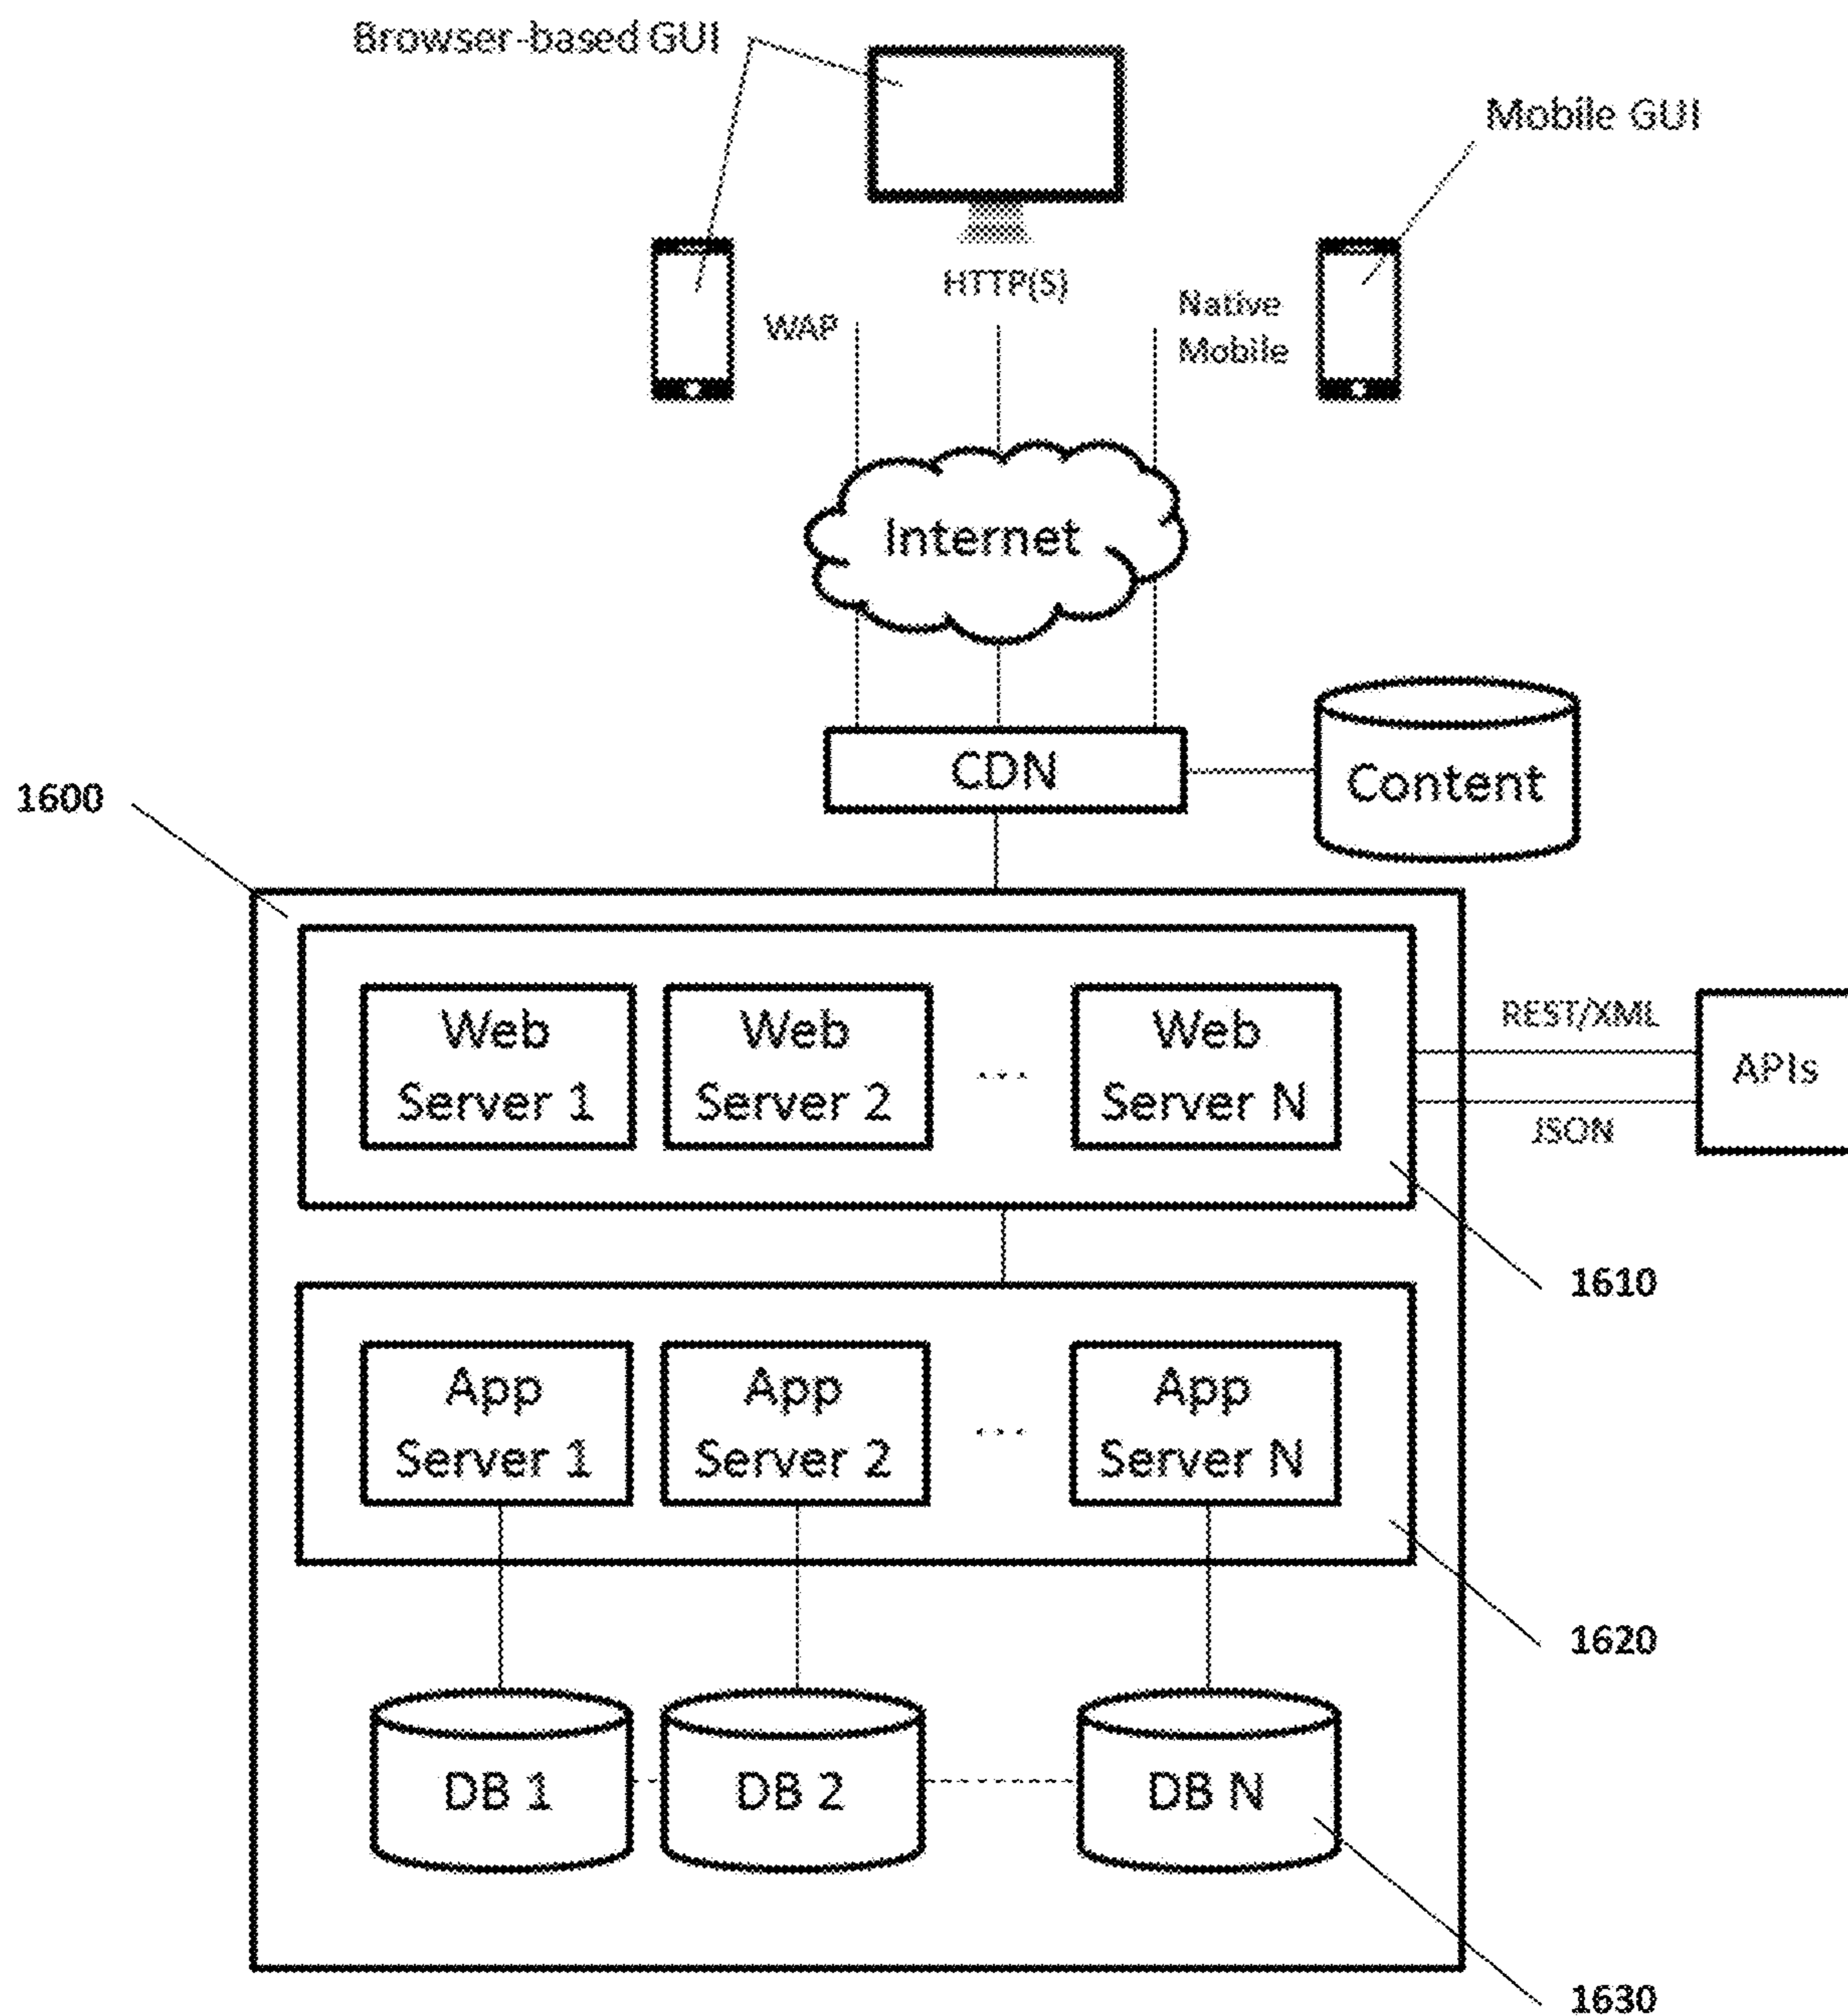 Browser-based GUI
Mobile GUI
HTTP(S)
WAP
Native
Mobile
Internet
CDN
Content
1600
Web
Server 1
Web
Server 2
...
Web
Server N
REST/XML
JSON
APIs
1610
App
Server 1
App
Server 2
...
App
Server N
1620
DB 1
DB 2
DB N
1630